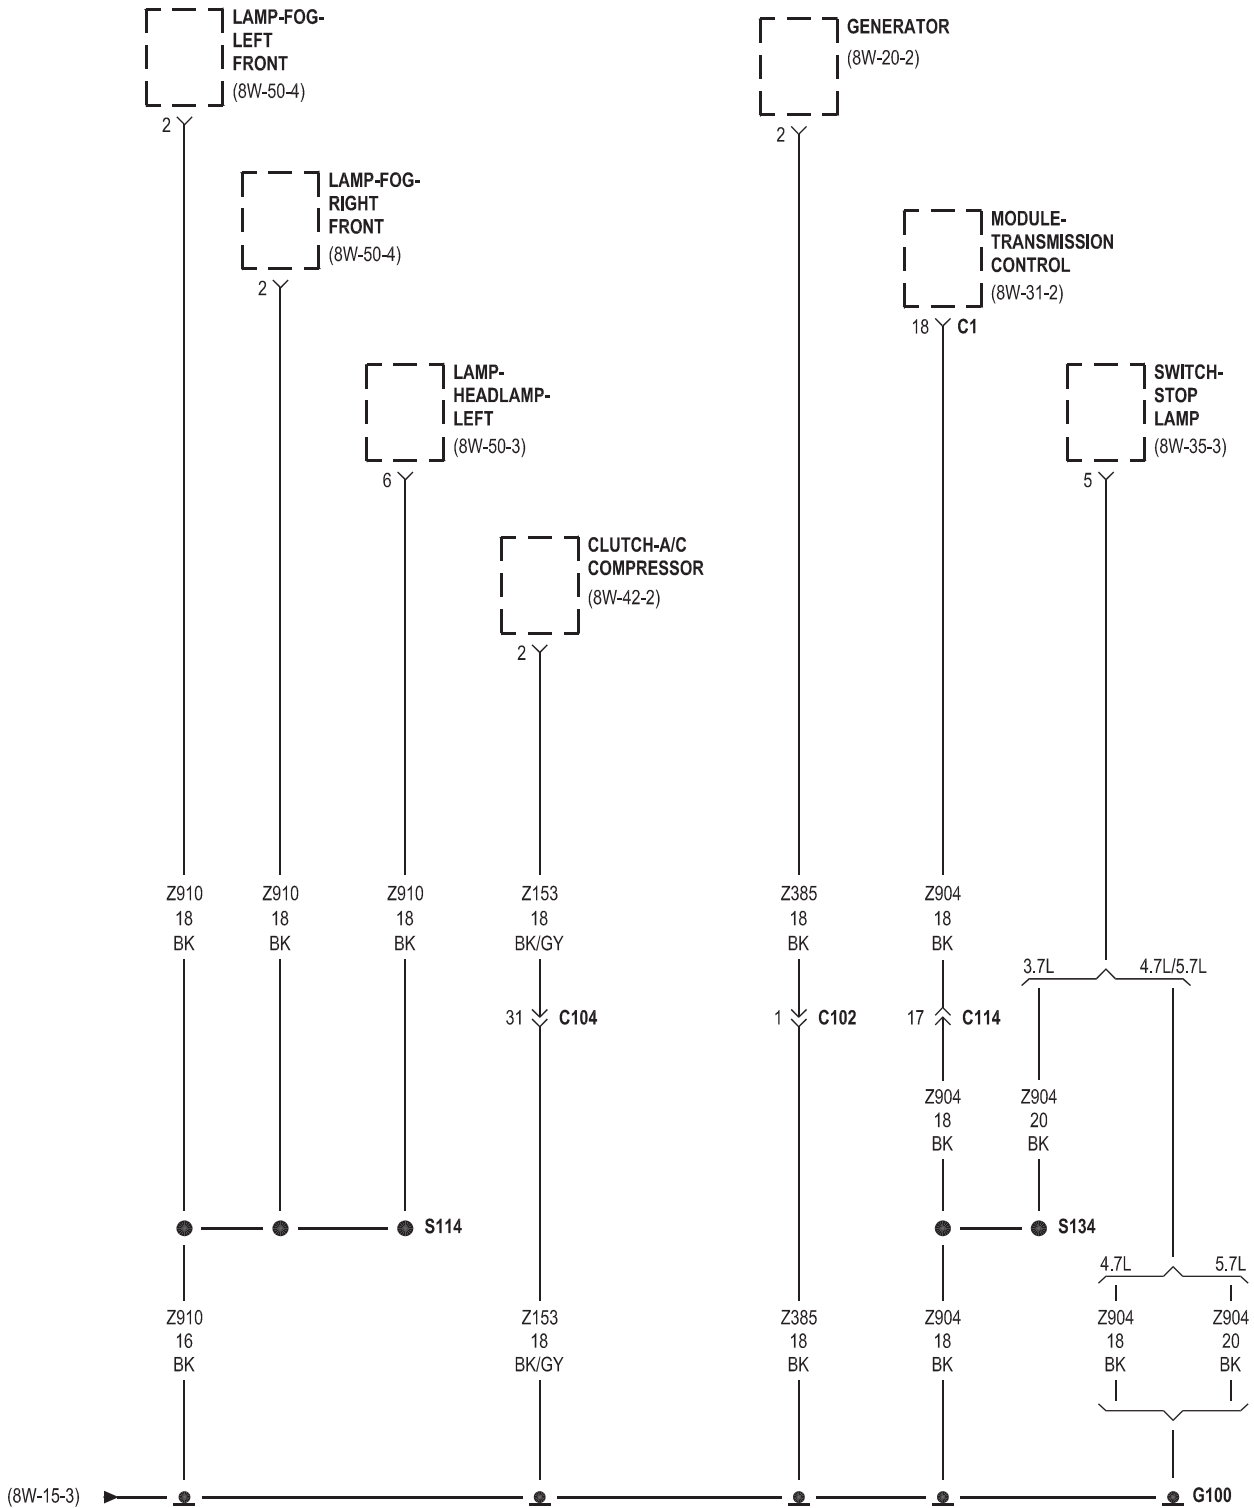 LAMP-FOG-
LEFT
FRONT
(8W-50-4)
2
GENERATOR
(8W-20-2)
2
LAMP-FOG-
RIGHT
FRONT
(8W-50-4)
2
MODULE-
TRANSMISSION
CONTROL
(8W-31-2)
18 C1
LAMP-
HEADLAMP-
LEFT
(8W-50-3)
6
SWITCH-
STOP
LAMP
(8W-35-3)
5
CLUTCH-A/C
COMPRESSOR
(8W-42-2)
2
Z910 Z910 Z910 Z153 Z385 Z904
18 18 18 18 18 18
BK BK BK BK/GY BK BK
3.7L 4.7L/5.7L
31 C104 1 C102 17 C114
Z904 Z904
18 20
BK BK
S114 S134
4.7L 5.7L
Z910 Z153 Z385 Z904 Z904 Z904
16 18 18 18 18 20
BK BK/GY BK BK BK BK
(8W-15-3) G100